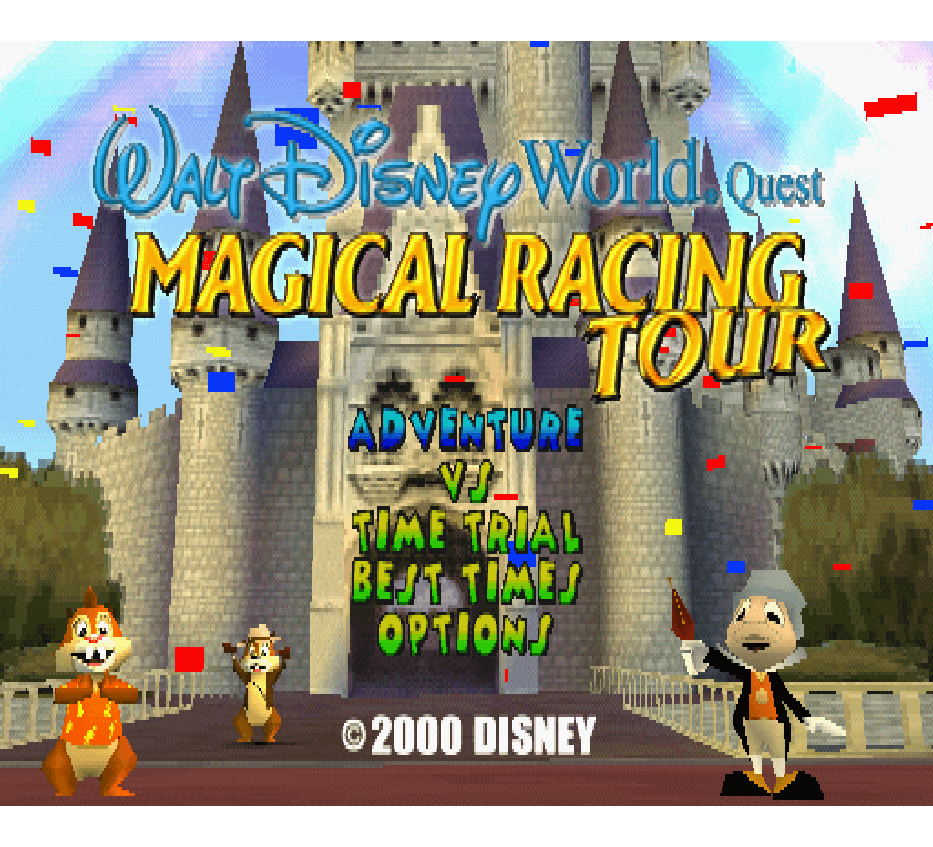 WALT DISNEY World. Quest
MAGICAL RACING
TOUR
ADVENTURE
VS
TIME TRIAL
BEST TIMES
OPTIONS
© 2000 DISNEY